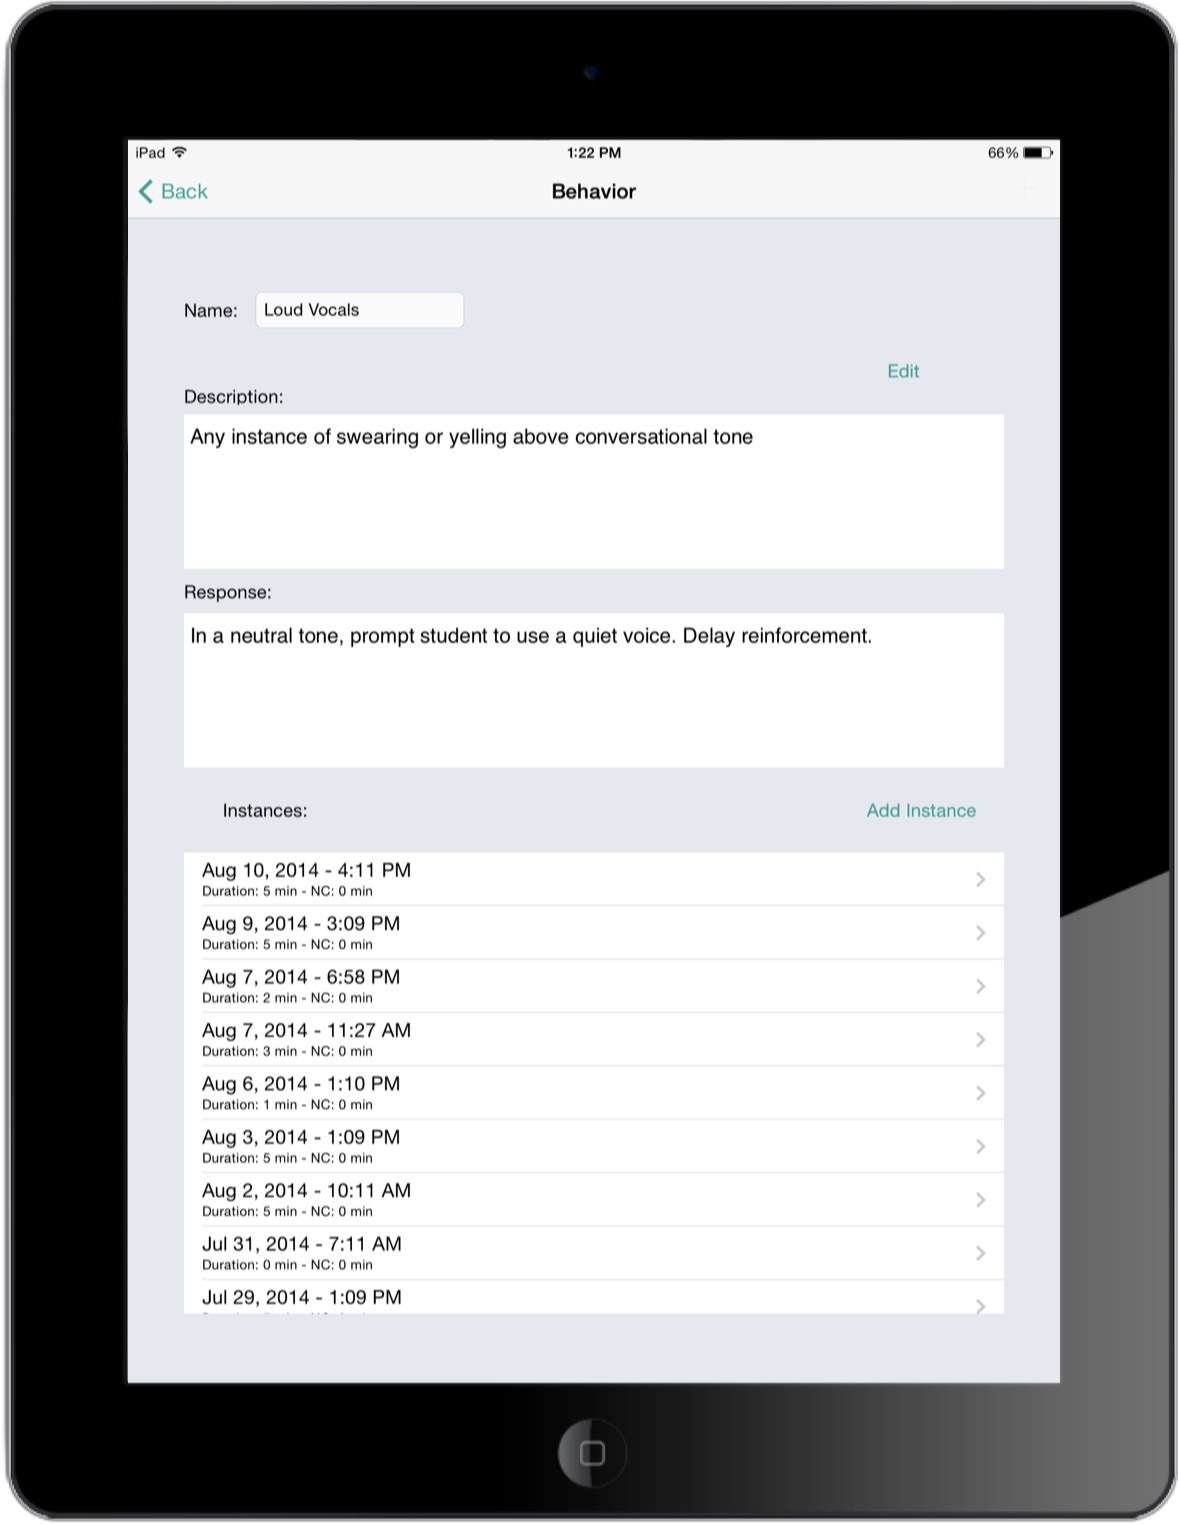 iPad 1:22 PM 66%
Back Behavior
Name: Loud Vocals
Edit
Description:
Any instance of swearing or yelling above conversational tone
Response:
In a neutral tone, prompt student to use a quiet voice. Delay reinforcement.
Instances: Add Instance
Aug 10, 2014 - 4:11 PM
Duration: 5 min - NC: 0 min
Aug 9, 2014 - 3:09 PM
Duration: 5 min - NC: 0 min
Aug 7, 2014 - 6:58 PM
Duration: 2 min - NC: 0 min
Aug 7, 2014 - 11:27 AM
Duration: 3 min - NC: 0 min
Aug 6, 2014 - 1:10 PM
Duration: 1 min - NC: 0 min
Aug 3, 2014 - 1:09 PM
Duration: 5 min - NC: 0 min
Aug 2, 2014 - 10:11 AM
Duration: 5 min - NC: 0 min
Jul 31, 2014 - 7:11 AM
Duration: 0 min - NC: 0 min
Jul 29, 2014 - 1:09 PM